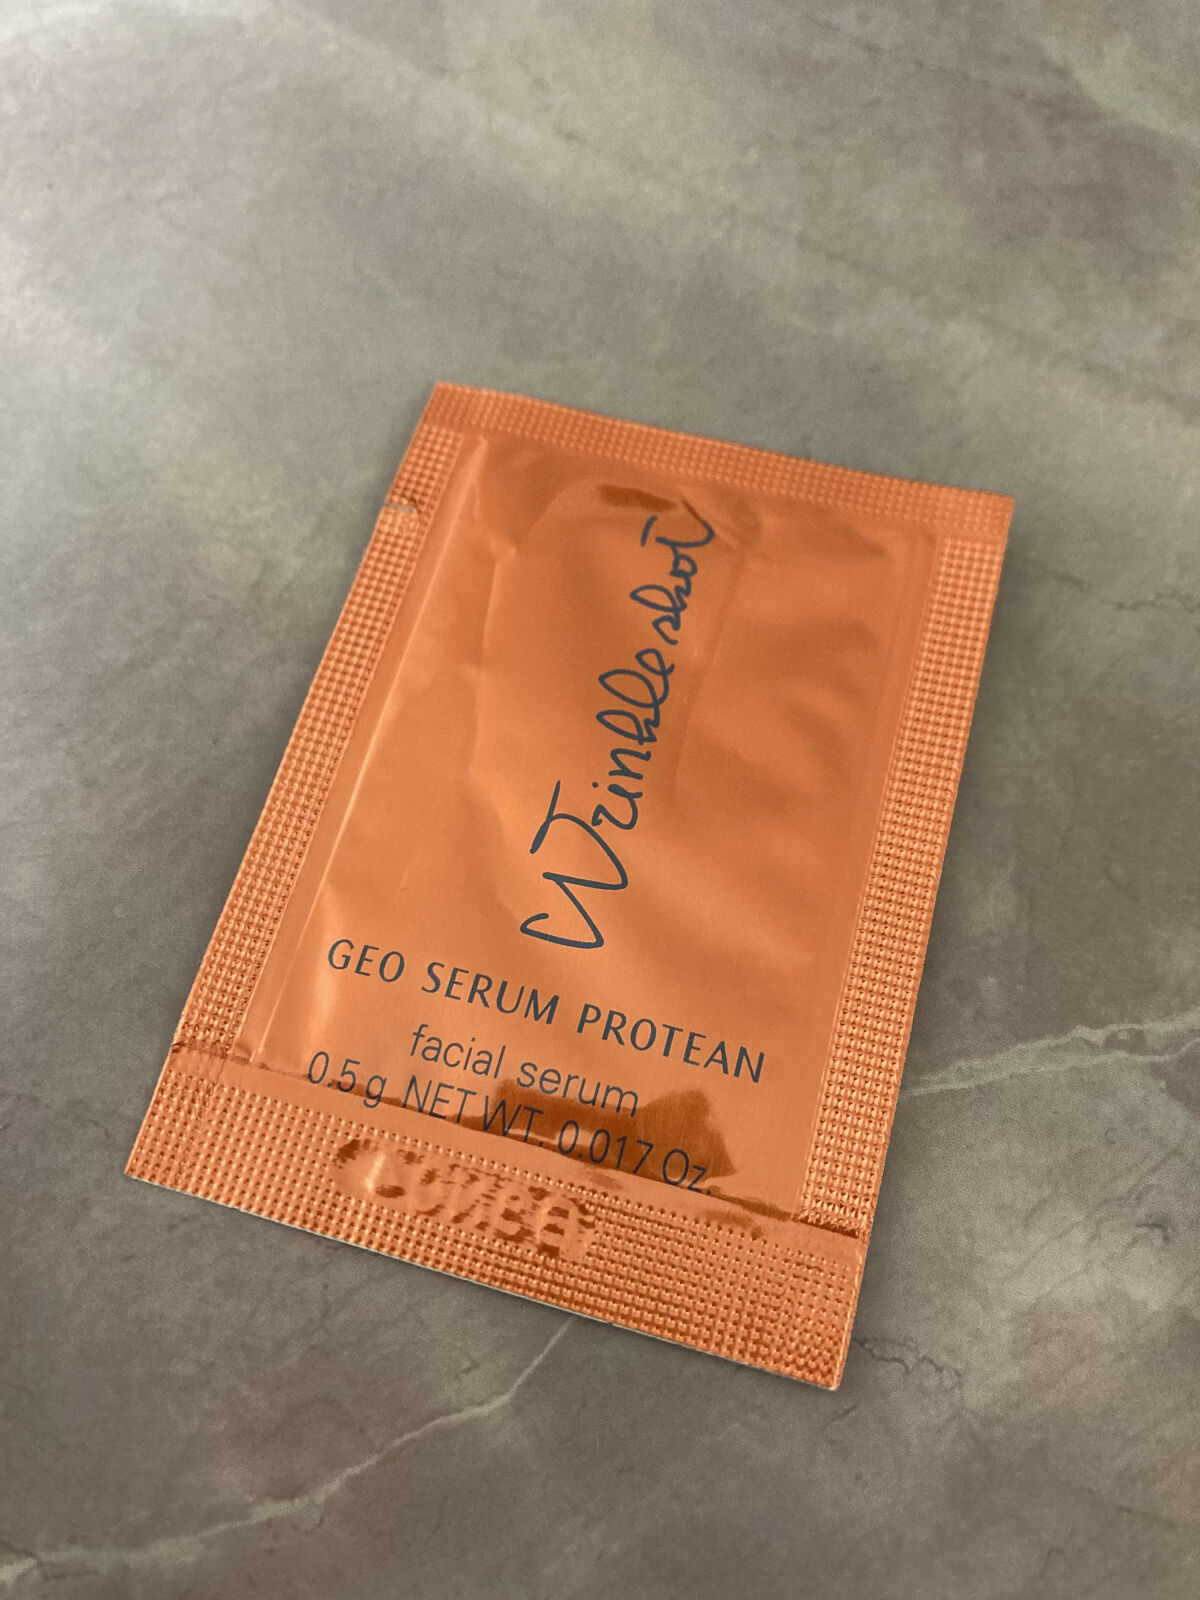 Wrinkle shot
GEO SERUM PROTEAN
facial serum
0.5 g NET WT. 0.017 Oz.